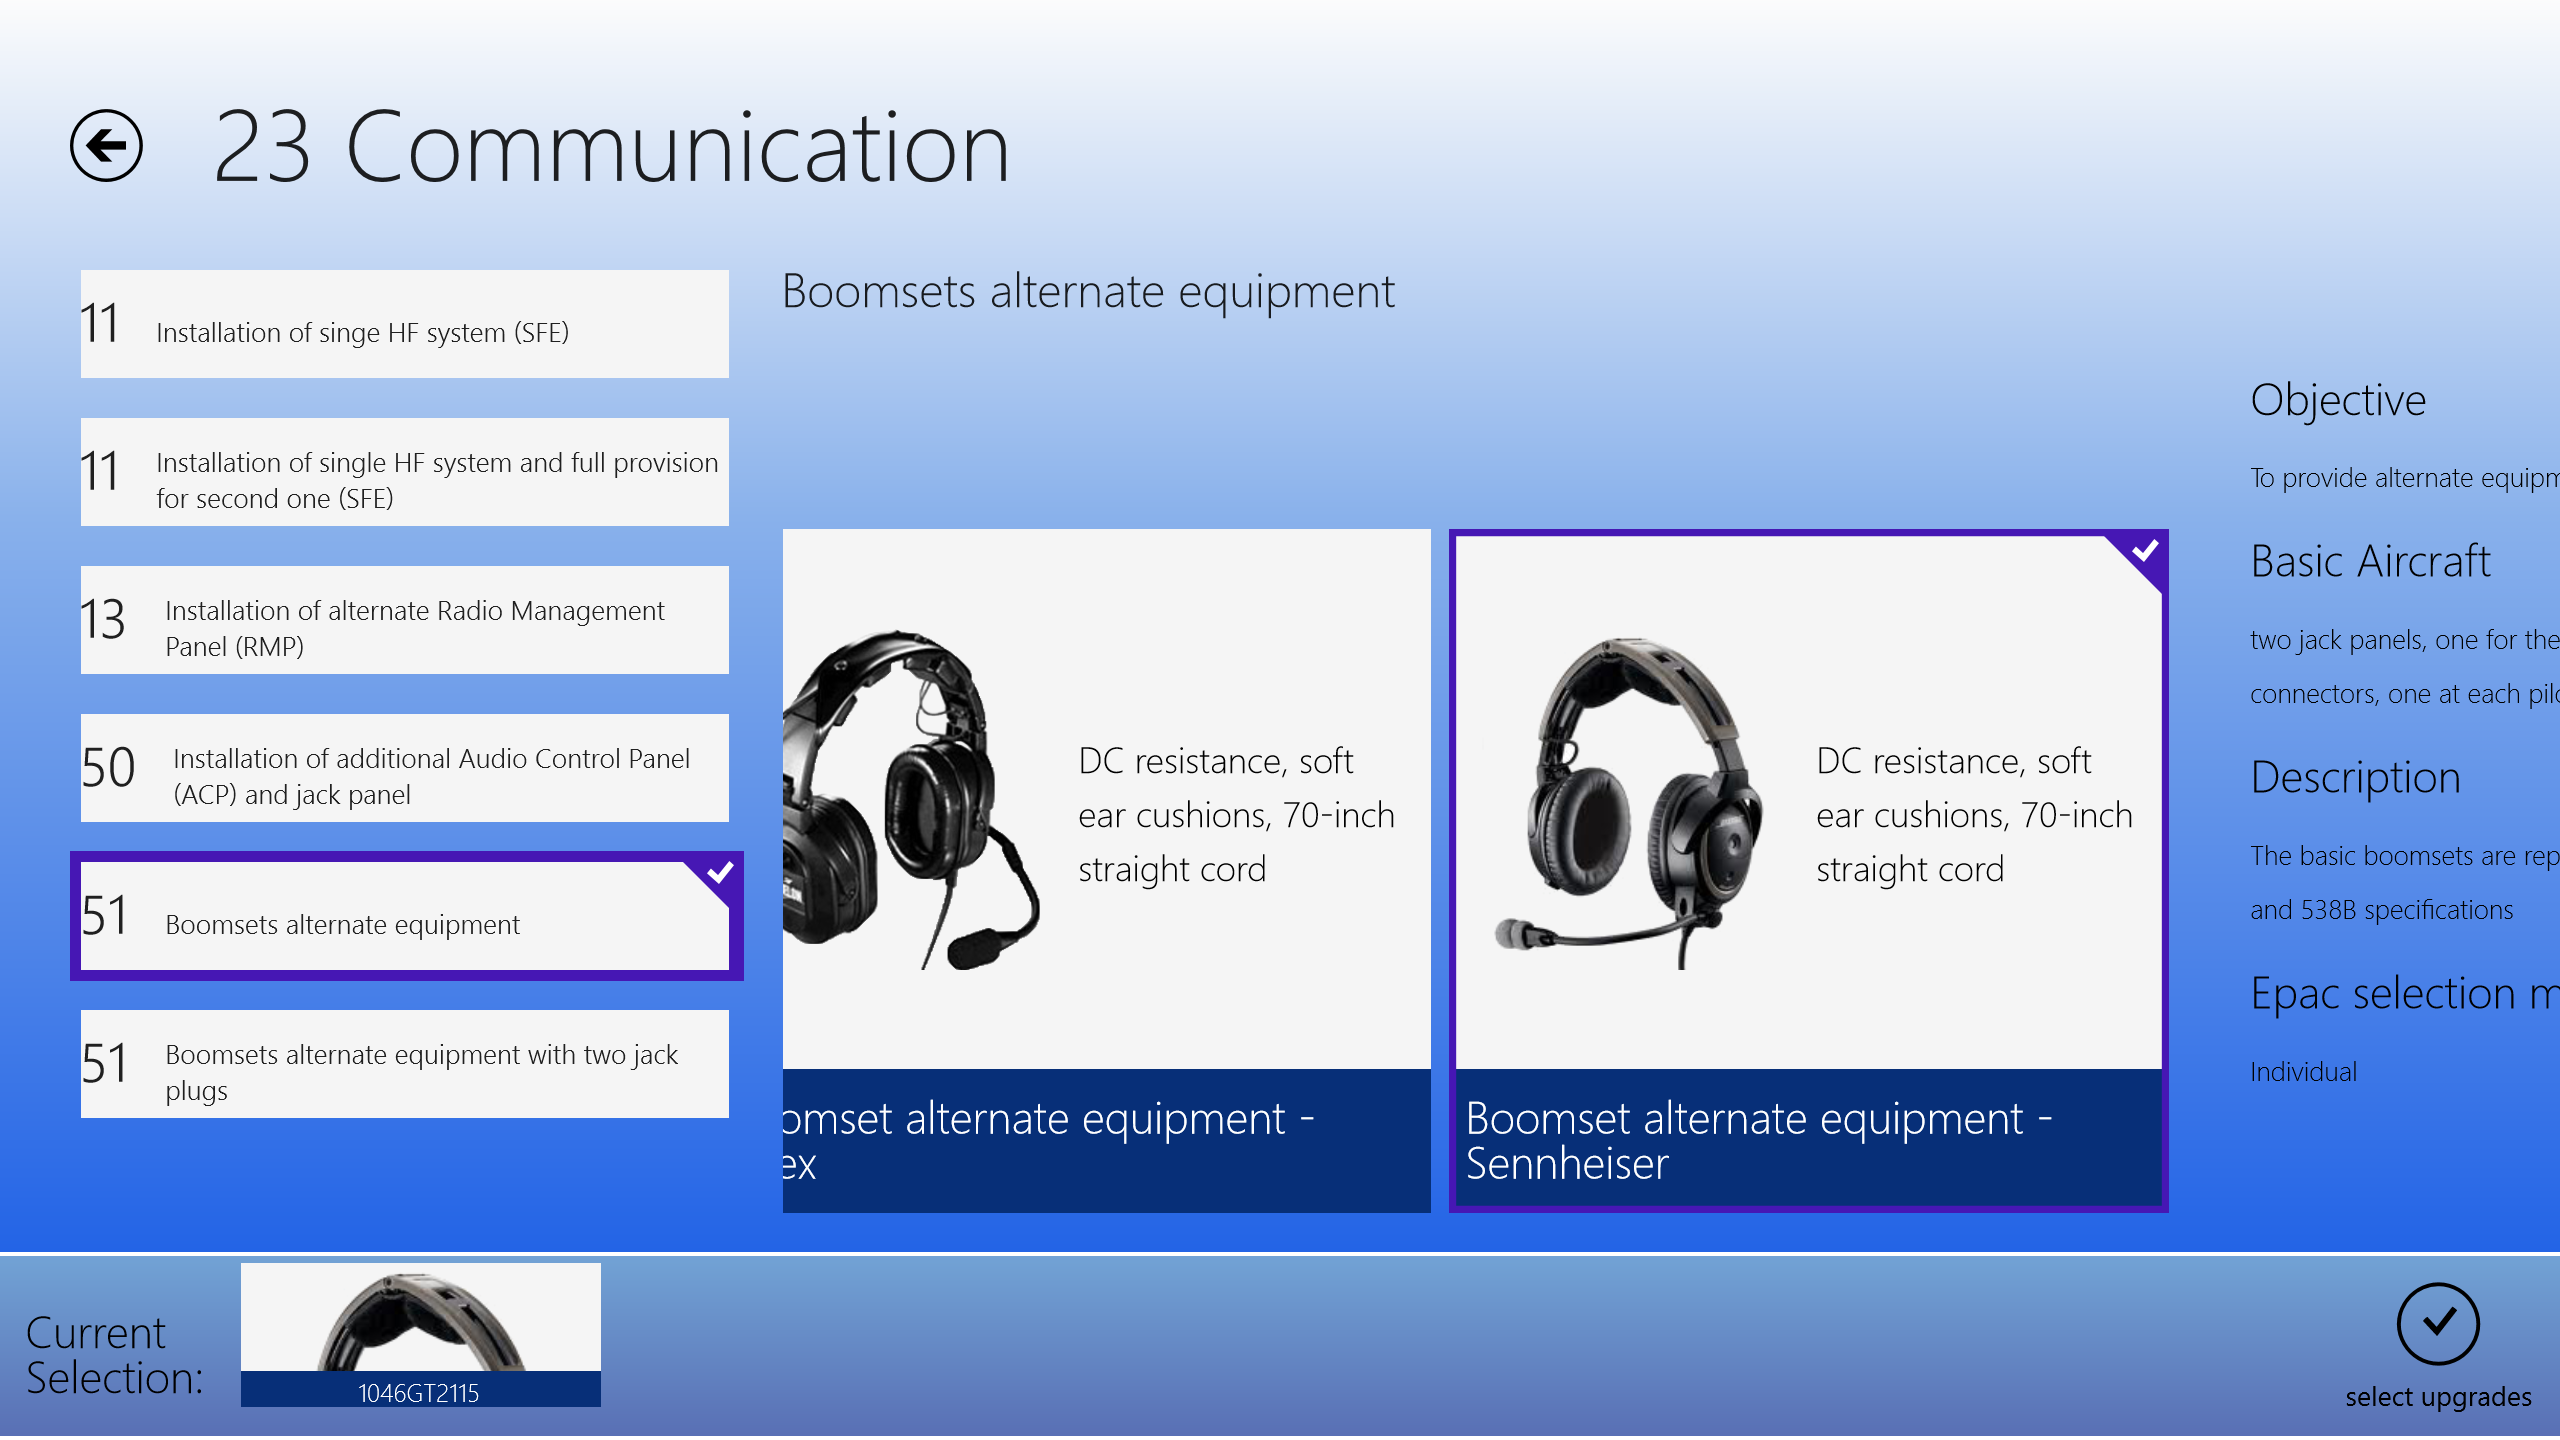 23 Communication
11
Installation of singe HF system (SFE)
11
Installation of single HF system and full provision
for second one (SFE)
13
Installation of alternate Radio Management
Panel (RMP)
50
Installation of additional Audio Control Panel
(ACP) and jack panel
51
Boomsets alternate equipment
51
Boomsets alternate equipment with two jack
plugs
Boomsets alternate equipment
DC resistance, soft
ear cushions, 70-inch
straight cord
alternate equipment -
DC resistance, soft
ear cushions, 70-inch
straight cord
Boomset alternate equipment -
Sennheiser
Objective
To provide alternate
Basic Aircraft
two jack panels, one for the
connectors, one at each
Description
The basic boomsets are
and 538B specifications
Epac selection
Individual
Current
Selection:
1046GT2115
select upgrades